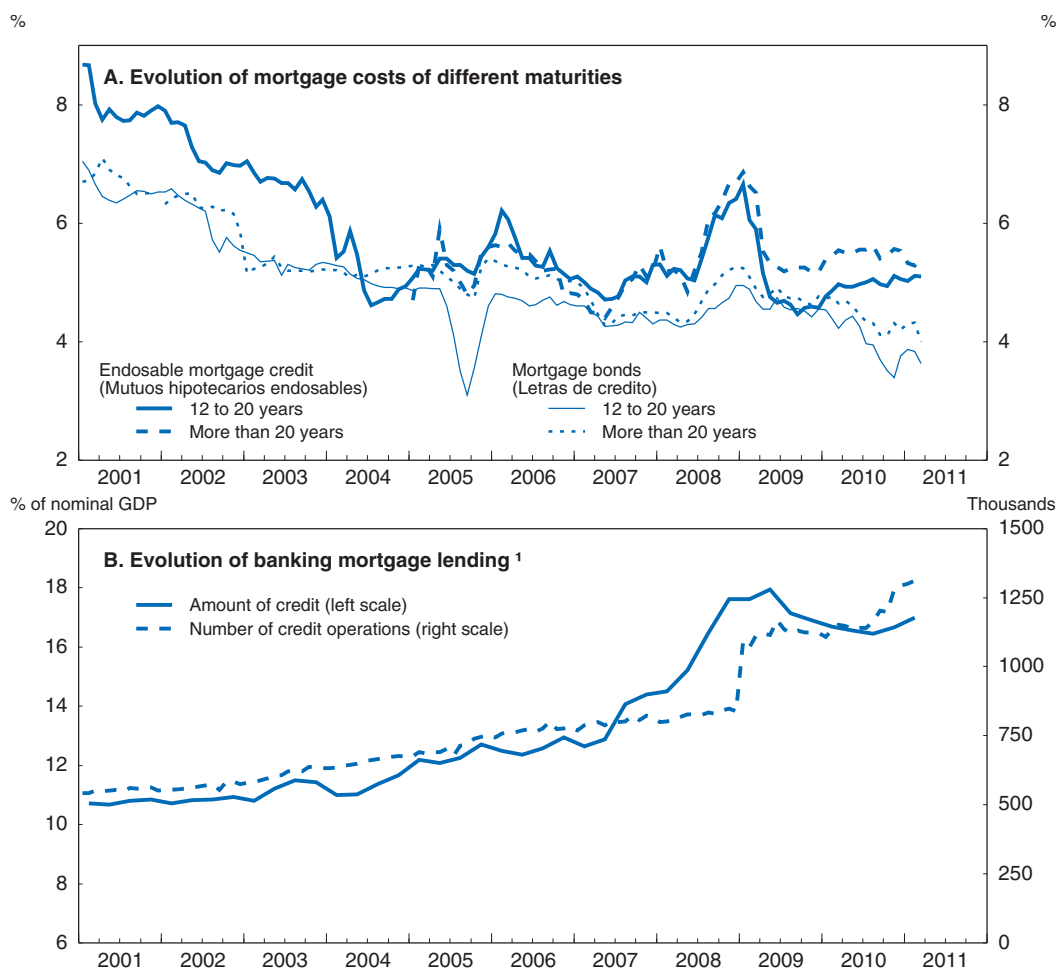 % %
A. Evolution of mortgage costs of different maturities
8 8
6 6
4 4
Endosable mortgage credit
(Mutuos hipotecarios endosables)
12 to 20 years
More than 20 years
Mortgage bonds
(Letras de credito)
12 to 20 years
More than 20 years
2 2
2001 2002 2003 2004 2005 2006 2007 2008 2009 2010 2011
% of nominal GDP Thousands
20 1500
B. Evolution of banking mortgage lending ¹
18
1250
Amount of credit (left scale)
Number of credit operations (right scale)
16
1000
14
750
12
500
10
250
8
6 0
2001 2002 2003 2004 2005 2006 2007 2008 2009 2010 2011